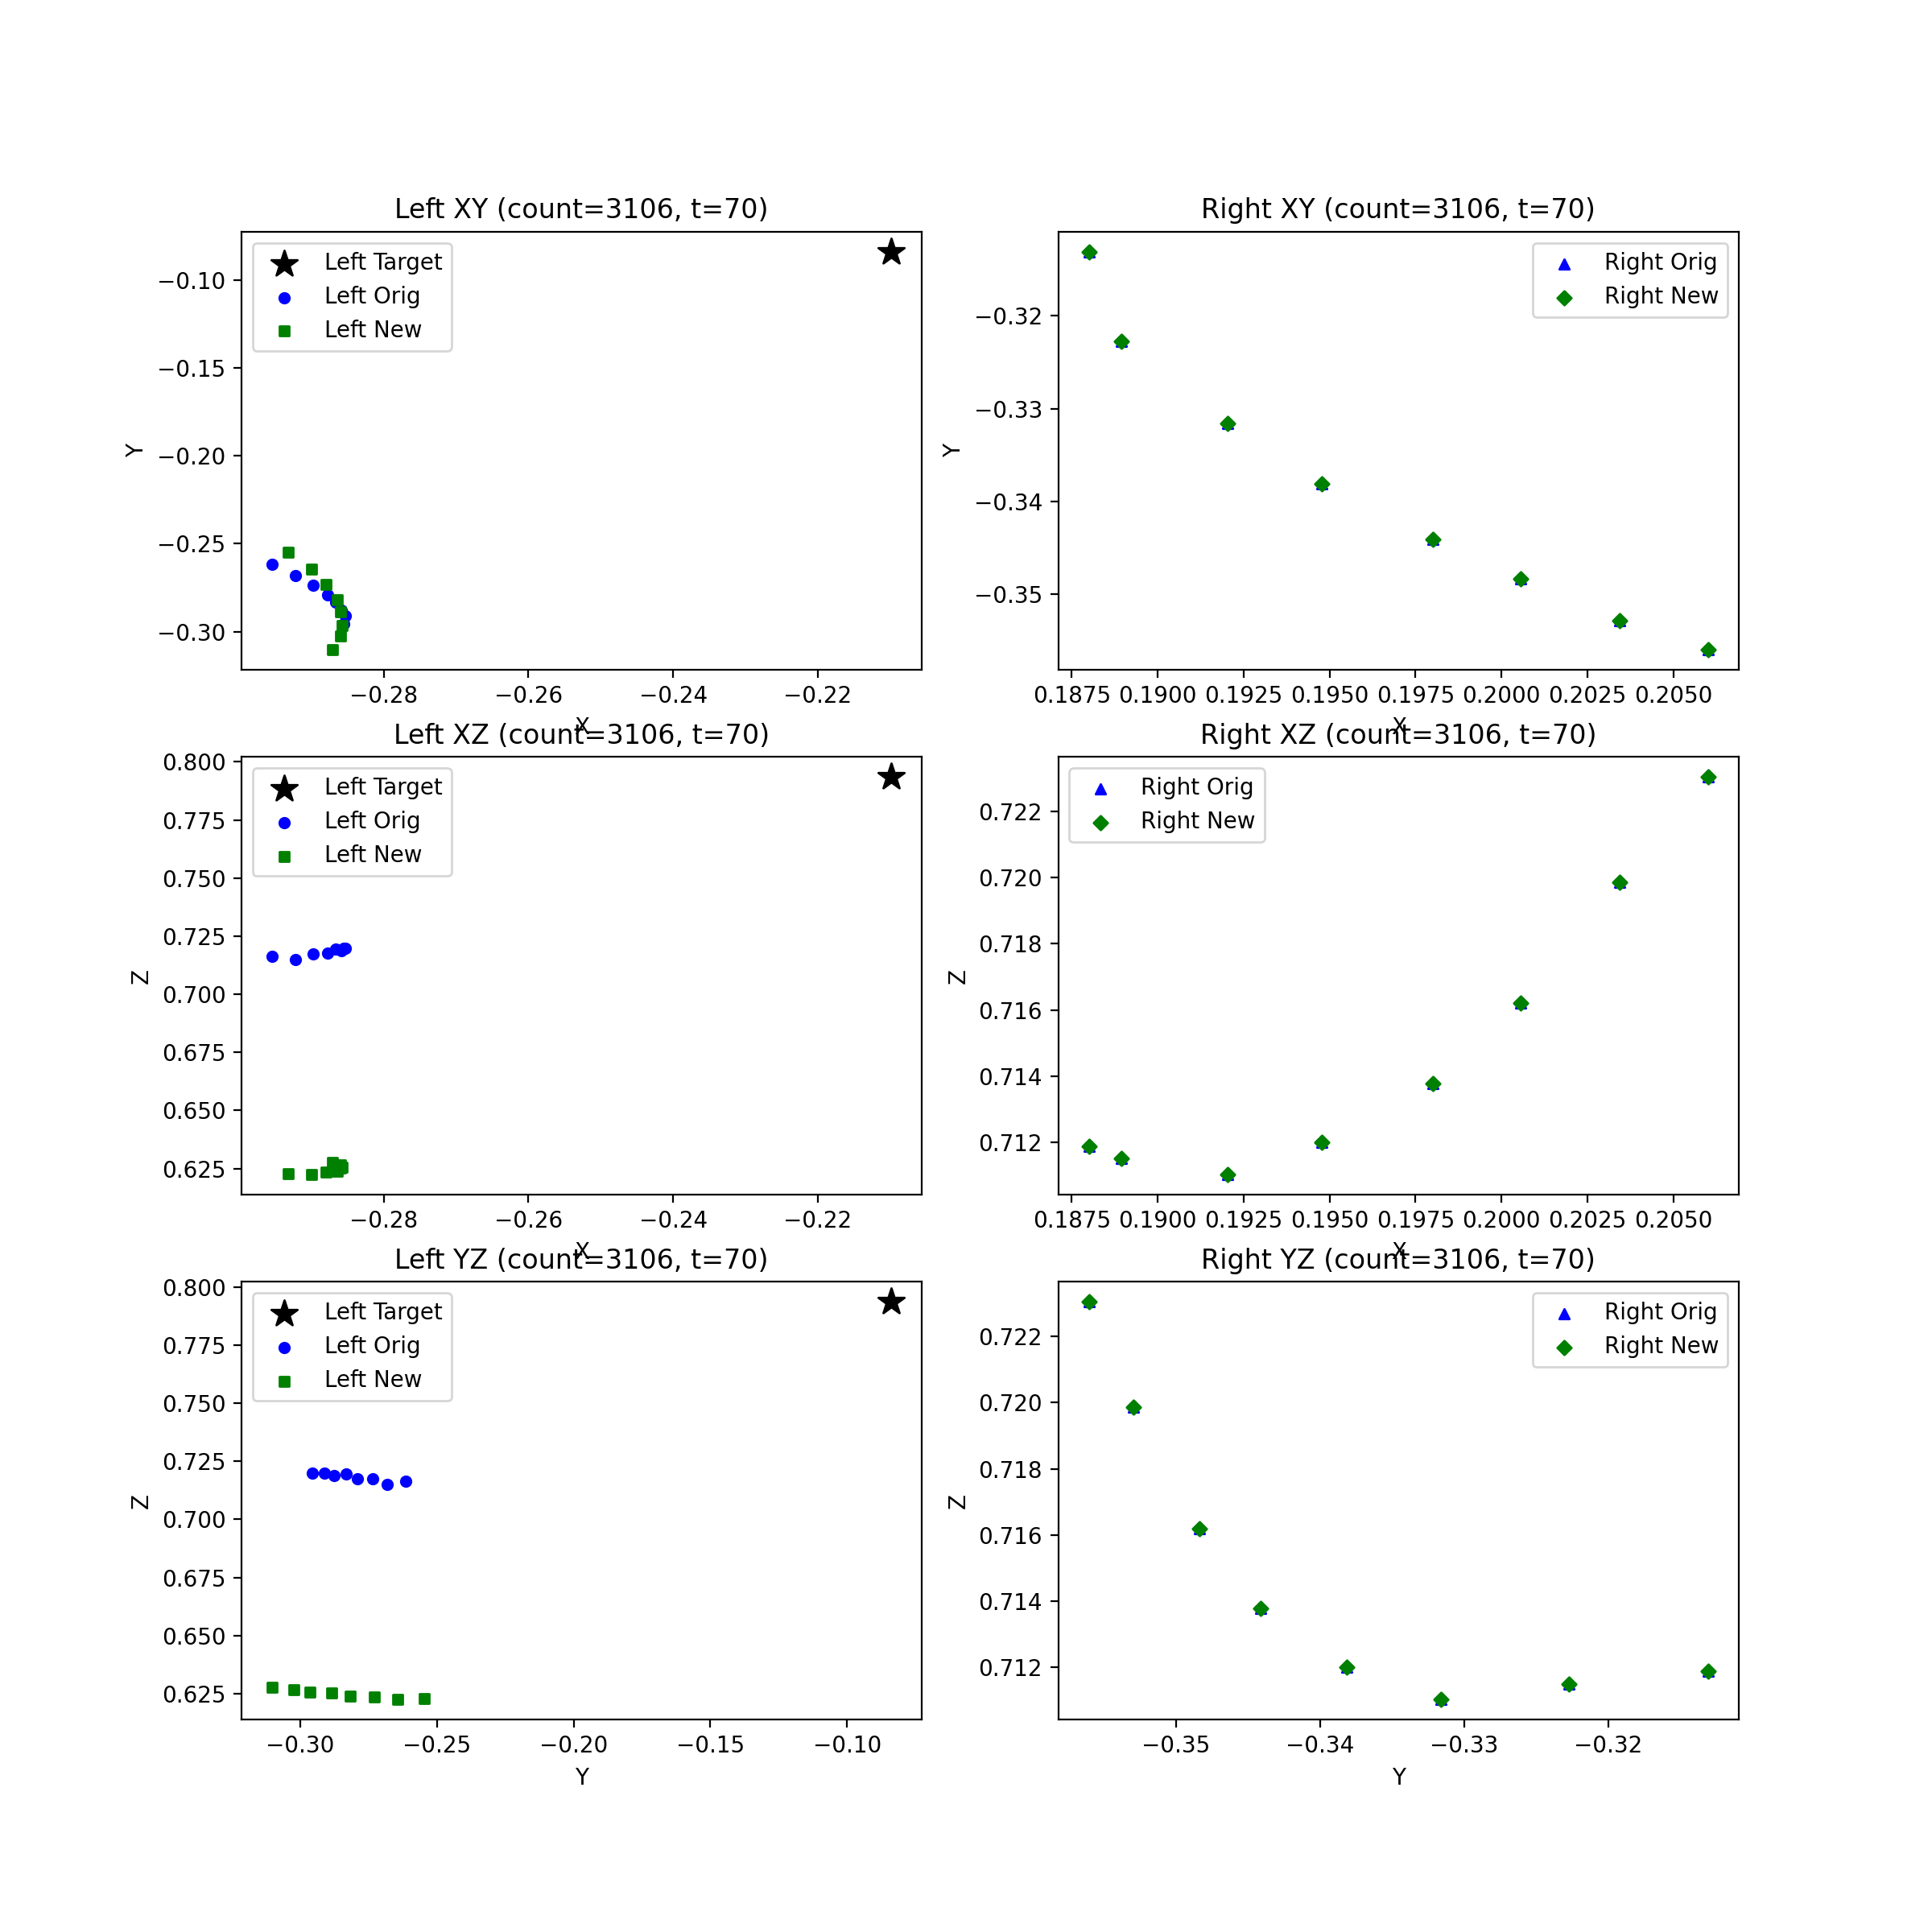 Left XY (count=3106, t=70)
Left Target
Left Orig
Left New
−0.10
−0.15
−0.20
−0.25
−0.30
Y
−0.28 −0.26 −0.24 −0.22
X
Right XY (count=3106, t=70)
Right Orig
Right New
−0.32
−0.33
−0.34
−0.35
Y
0.1875 0.1900 0.1925 0.1950 0.1975 0.2000 0.2025 0.2050
X
Left XZ (count=3106, t=70)
Left Target
Left Orig
Left New
0.800
0.775
0.750
0.725
0.700
0.675
0.650
0.625
Z
−0.28 −0.26 −0.24 −0.22
X
Right XZ (count=3106, t=70)
Right Orig
Right New
0.722
0.720
0.718
0.716
0.714
0.712
Z
0.1875 0.1900 0.1925 0.1950 0.1975 0.2000 0.2025 0.2050
X
Left YZ (count=3106, t=70)
Left Target
Left Orig
Left New
0.800
0.775
0.750
0.725
0.700
0.675
0.650
0.625
Z
−0.30 −0.25 −0.20 −0.15 −0.10
Y
Right YZ (count=3106, t=70)
Right Orig
Right New
0.722
0.720
0.718
0.716
0.714
0.712
Z
−0.35 −0.34 −0.33 −0.32
Y